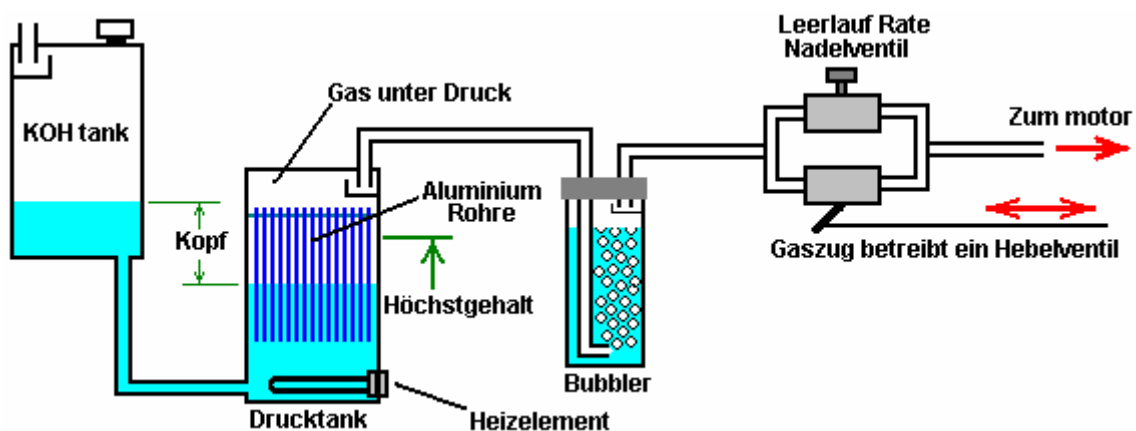 Leerlauf Rate
Nadelventil
Gas unter Druck
Zum motor
KOH tank
Aluminium
Rohre
Kopf
Gaszug betreibt ein Hebelventil
Höchstgehalt
Bubbler
Drucktank
Heizelement